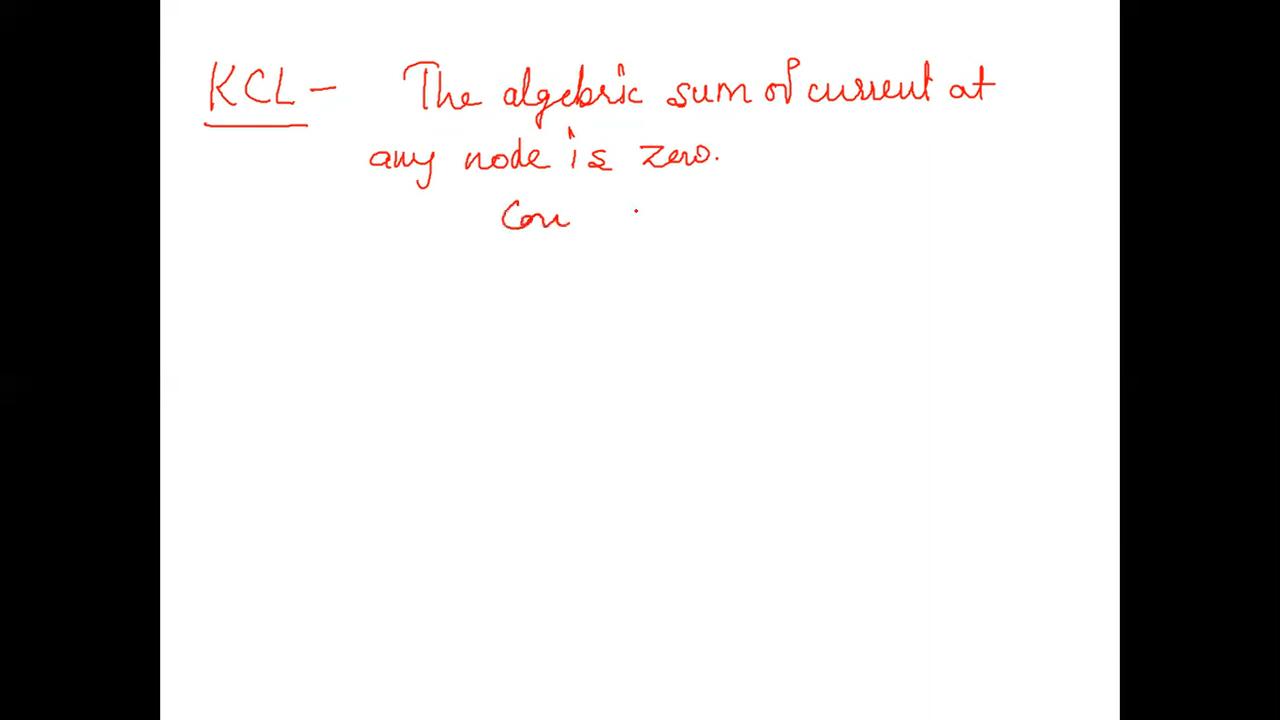 KCL - The algebric sum of current at
any node is zero.